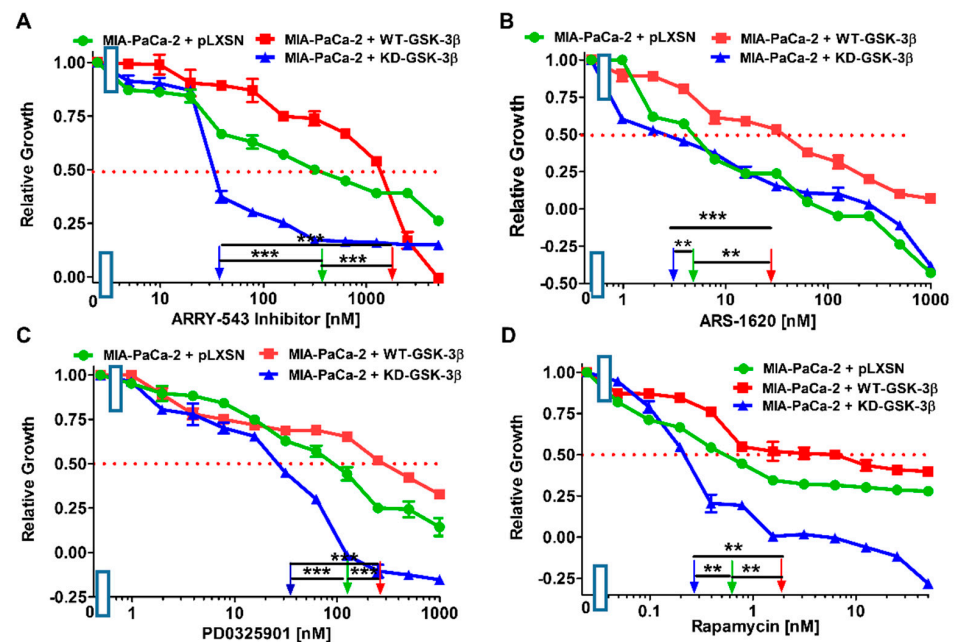 A
MIA-PaCa-2 + pLXSN
MIA-PaCa-2 + WT-GSK-3β
MIA-PaCa-2 + KD-GSK-3β
Relative Growth
1.00
0.75
0.50
0.25
0.00
***
*** ***
0 10 100 1000
ARRY-543 Inhibitor [nM]
B
MIA-PaCa-2 + pLXSN
MIA-PaCa-2 + WT-GSK-3β
MIA-PaCa-2 + KD-GSK-3β
Relative Growth
1.00
0.75
0.50
0.25
0.00
-0.25
-0.50
***
** **
0 1 10 100 1000
ARS-1620 [nM]
C
MIA-PaCa-2 + pLXSN
MIA-PaCa-2 + WT-GSK-3β
MIA-PaCa-2 + KD-GSK-3β
Relative Growth
1.00
0.75
0.50
0.25
0.00
-0.25
***
*** ***
0 1 10 100 1000
PD0325901 [nM]
D
MIA-PaCa-2 + pLXSN
MIA-PaCa-2 + WT-GSK-3β
MIA-PaCa-2 + KD-GSK-3β
Relative Growth
1.00
0.75
0.50
0.25
0.00
-0.25
**
** **
0 0.1 1 10
Rapamycin [nM]